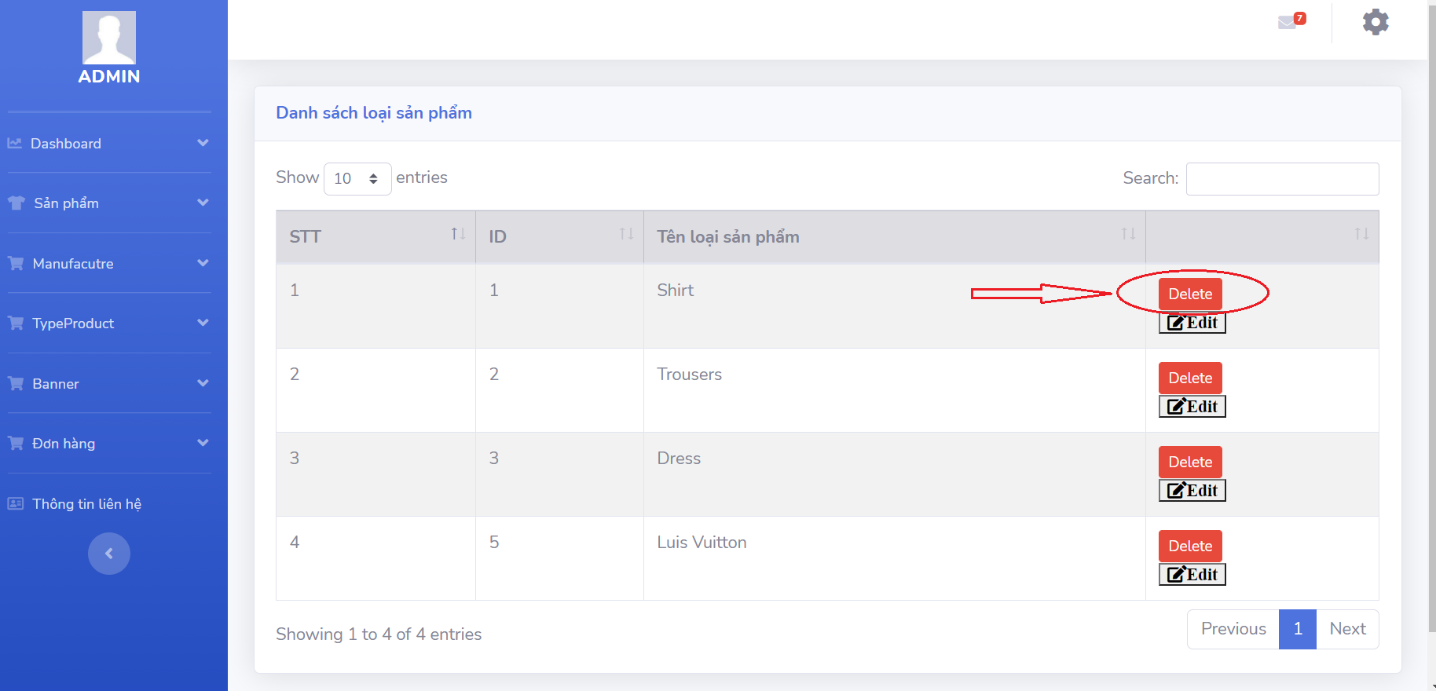 ADMIN
7
Dashboard
Sản phẩm
Manufacutre
TypeProduct
Banner
Đơn hàng
Thông tin liên hệ
Danh sách loại sản phẩm
Show 10 entries
Search:
STT ID Tên loại sản phẩm
1 1 Shirt Delete
Edit
2 2 Trousers Delete
Edit
3 3 Dress Delete
Edit
4 5 Luis Vuitton Delete
Edit
Showing 1 to 4 of 4 entries
Previous 1 Next